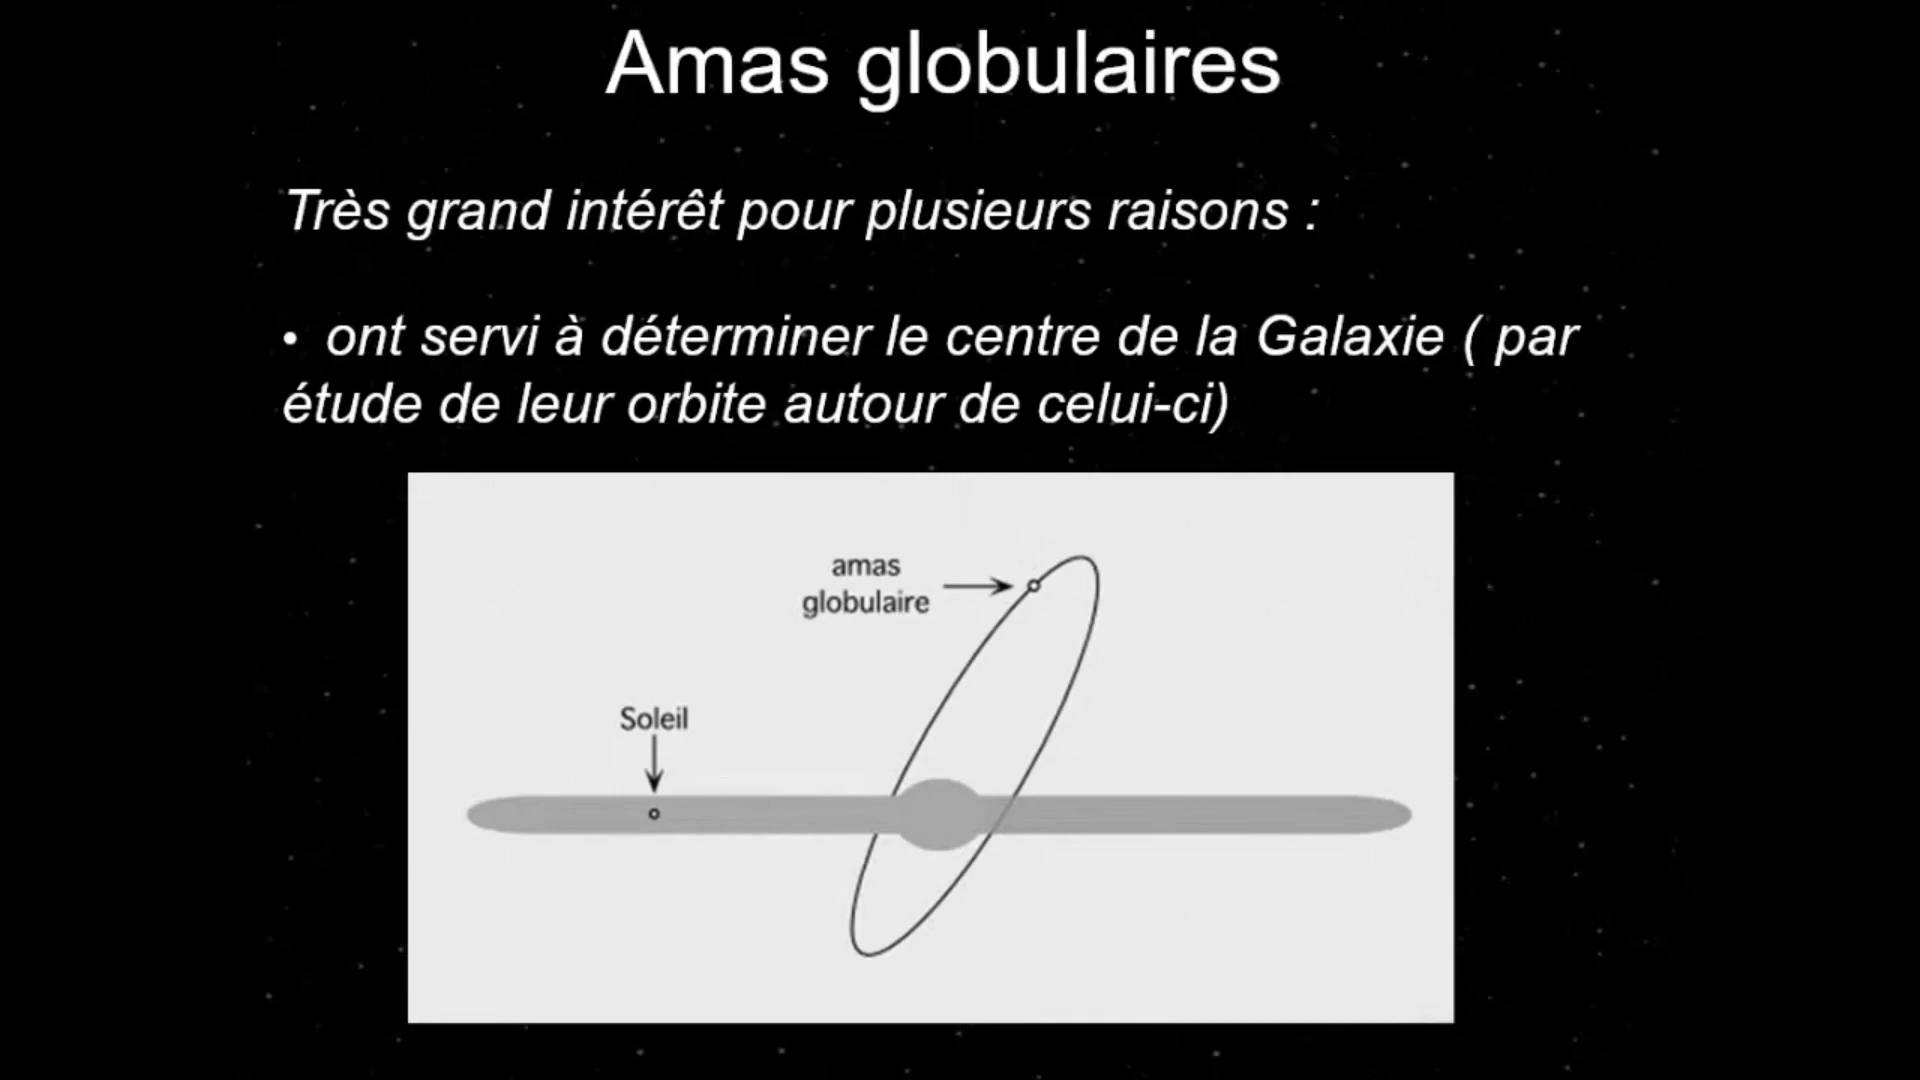 Amas globulaires
Très grand intérêt pour plusieurs raisons :
• ont servi à déterminer le centre de la Galaxie ( par
étude de leur orbite autour de celui-ci)
amas
globulaire
Soleil